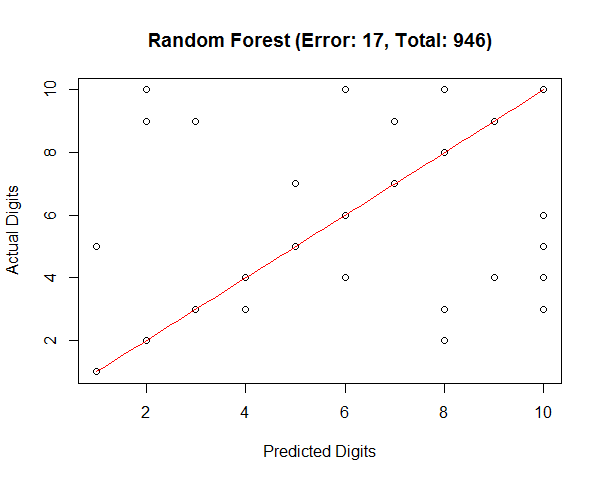 Random Forest (Error: 17, Total: 946)
10
8
6
4
2
Actual Digits
2 4 6 8 10
Predicted Digits